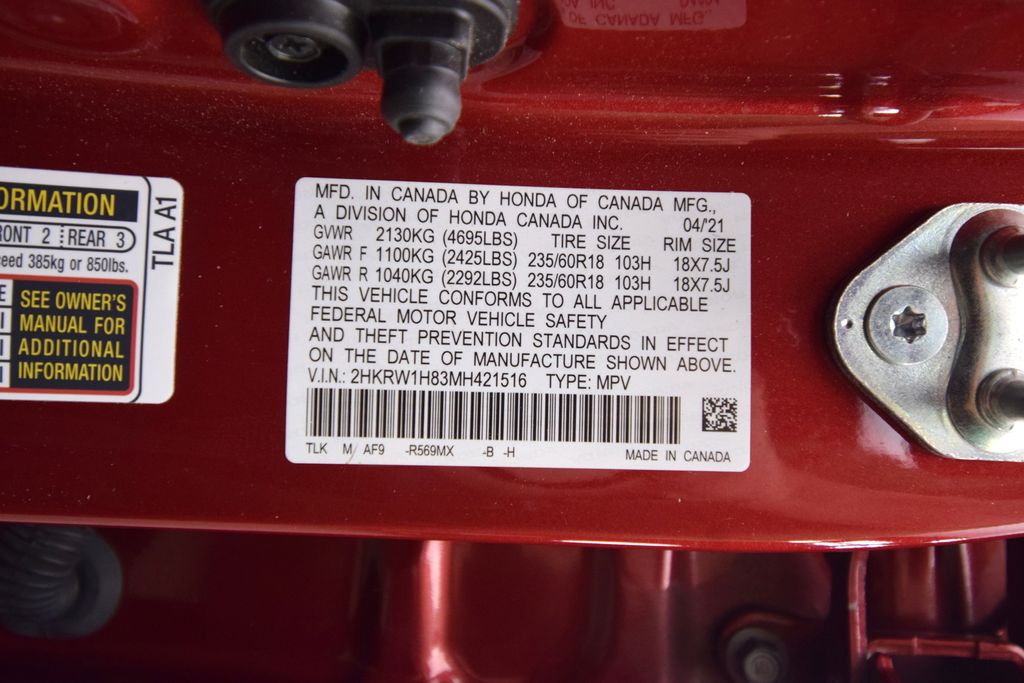 ORMATION
RONT 2 REAR 3
ceed 385kg or 850lbs.
SEE OWNER'S
MANUAL FOR
ADDITIONAL
INFORMATION
TLA A1
MFD. IN CANADA BY HONDA OF CANADA MFG.,
A DIVISION OF HONDA CANADA INC. 04/'21
GVWR 2130KG (4695LBS) TIRE SIZE RIM SIZE
GAWR F 1100KG (2425LBS) 235/60R18 103H 18X7.5J
GAWR R 1040KG (2292LBS) 235/60R18 103H 18X7.5J
THIS VEHICLE CONFORMS TO ALL APPLICABLE
FEDERAL MOTOR VEHICLE SAFETY
AND THEFT PREVENTION STANDARDS IN EFFECT
ON THE DATE OF MANUFACTURE SHOWN ABOVE.
V.I.N.: 2HKRW1H83MH421516 TYPE: MPV
TLK M/ AF9 -R569MX -B -H MADE IN CANADA